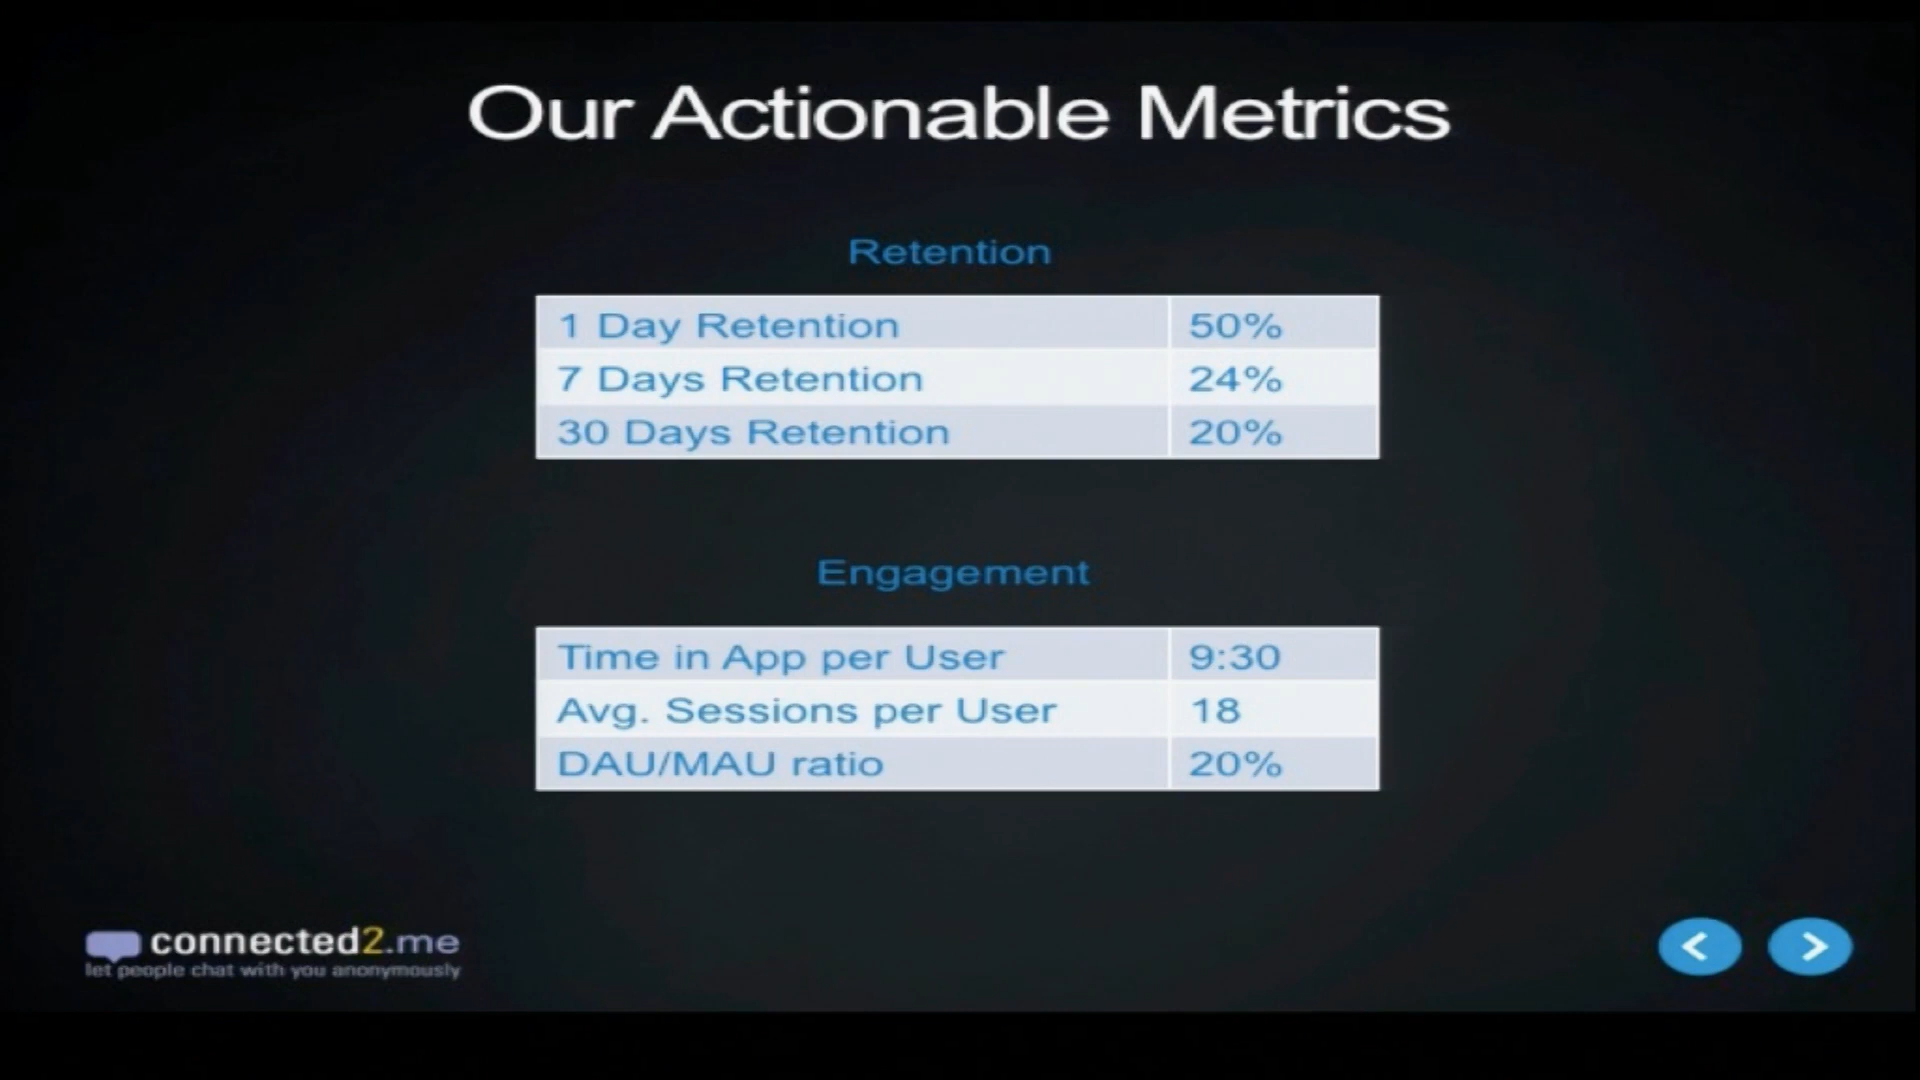 Our Actionable Metrics
Retention
1 Day Retention 50%
7 Days Retention 24%
30 Days Retention 20%
Engagement
Time in App per User 9:30
Avg. Sessions per User 18
DAU/MAU ratio 20%
connected2.me
let people chat with you anonymously